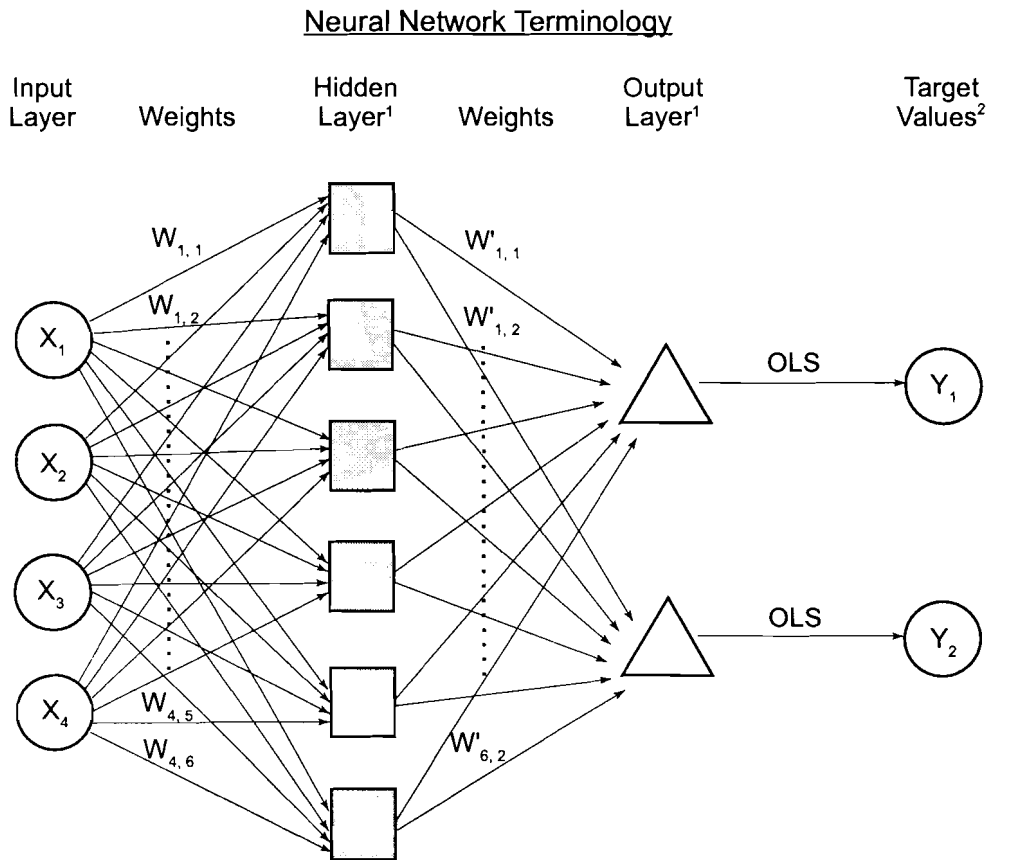 Neural Network Terminology
Input
Layer
Weights
Hidden
Layer¹
Weights
Output
Layer¹
Target
Values²
W1, 1
W'1, 1
W1, 2
W'1, 2
X1
OLS
Y1
X2
X3
OLS
Y2
X4
W4, 5
W4, 6
W'6, 2